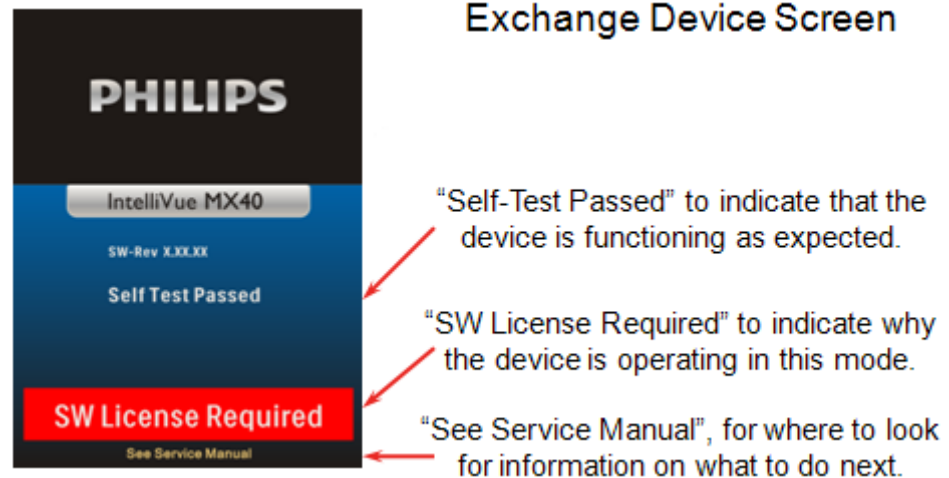 Exchange Device Screen
PHILIPS
IntelliVue MX40
SW-Rev X.XX.XX
Self Test Passed
SW License Required
See Service Manual
“Self-Test Passed” to indicate that the
device is functioning as expected.
“SW License Required” to indicate why
the device is operating in this mode.
“See Service Manual”, for where to look
for information on what to do next.